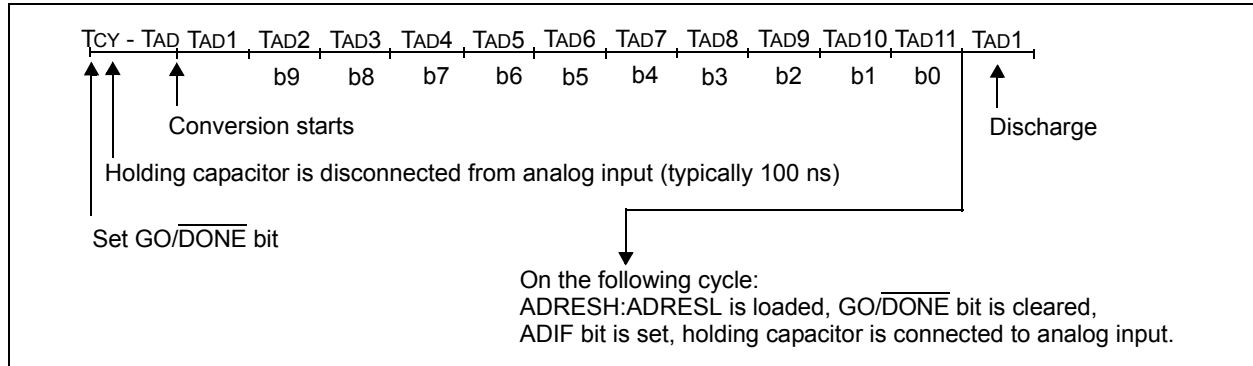 TCY - TAD TAD1 TAD2 TAD3 TAD4 TAD5 TAD6 TAD7 TAD8 TAD9 TAD10 TAD11 TAD1
b9 b8 b7 b6 b5 b4 b3 b2 b1 b0
Conversion starts
Discharge
Holding capacitor is disconnected from analog input (typically 100 ns)
Set GO/DONE bit
On the following cycle:
ADRESH:ADRESL is loaded, GO/DONE bit is cleared,
ADIF bit is set, holding capacitor is connected to analog input.